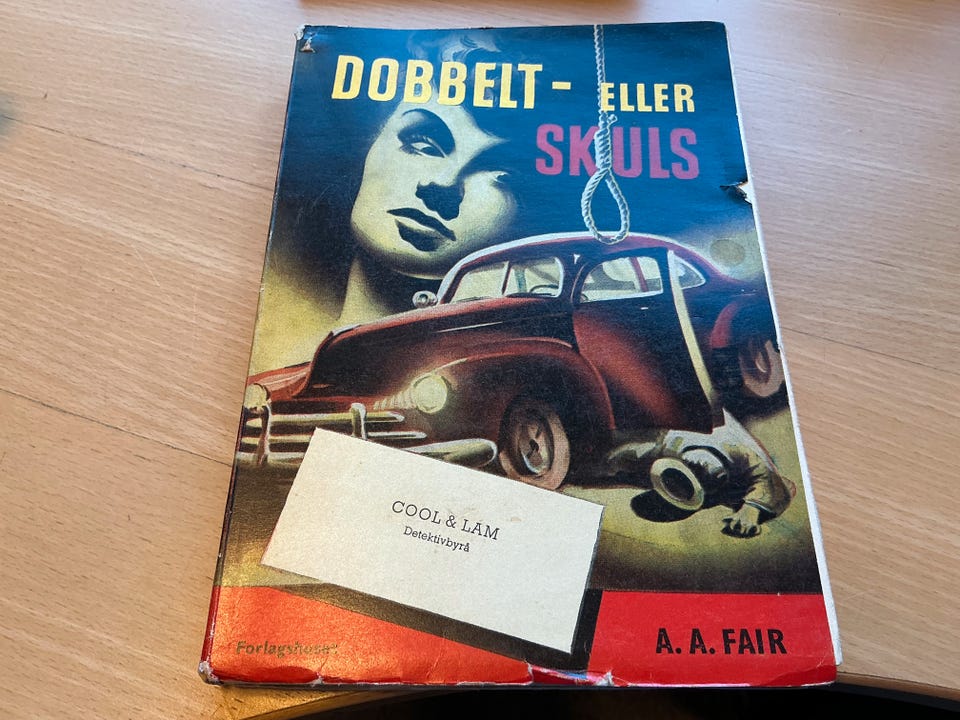 DOBBELT-
ELLER
SKULS
COOL & LAM
Detektivbyrå
Forlagshuset
A. A. FAIR